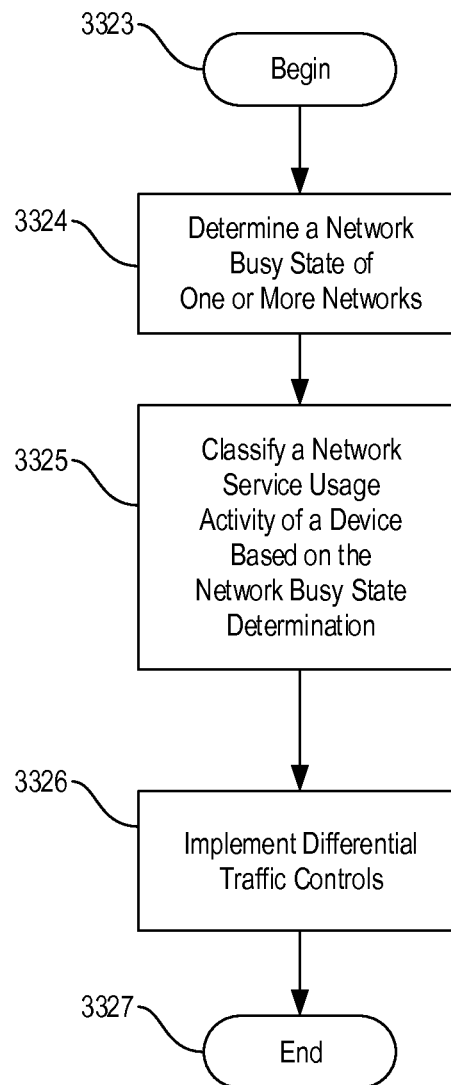 3323
Begin
3324
Determine a Network
Busy State of
One or More Networks
3325
Classify a Network
Service Usage
Activity of a Device
Based on the
Network Busy State
Determination
3326
Implement Differential
Traffic Controls
3327
End